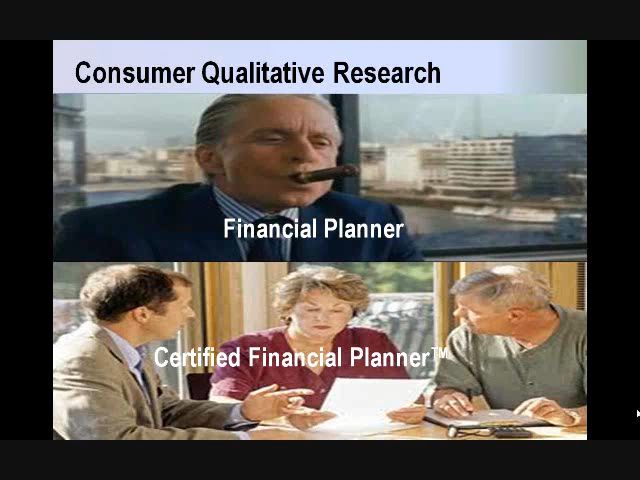 Consumer Qualitative Research
Financial Planner
Certified Financial Planner™